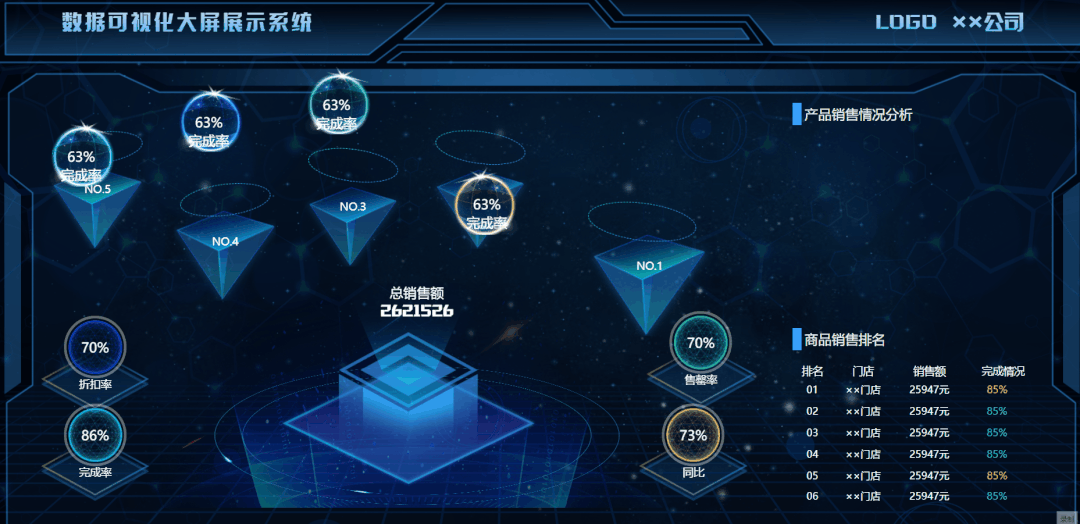 数据可视化大屏展示系统
LOGO ××公司
63%
完成率
63%
完成率
63%
完成率
63%
完成率
NO.5
NO.4
NO.3
NO.1
产品销售情况分析
总销售额
2621526
70%
折扣率
86%
完成率
70%
售罄率
73%
同比
商品销售排名
排名 门店 销售额 完成情况
01 ××门店 25947元 85%
02 ××门店 25947元 85%
03 ××门店 25947元 85%
04 ××门店 25947元 85%
05 ××门店 25947元 85%
06 ××门店 25947元 85%